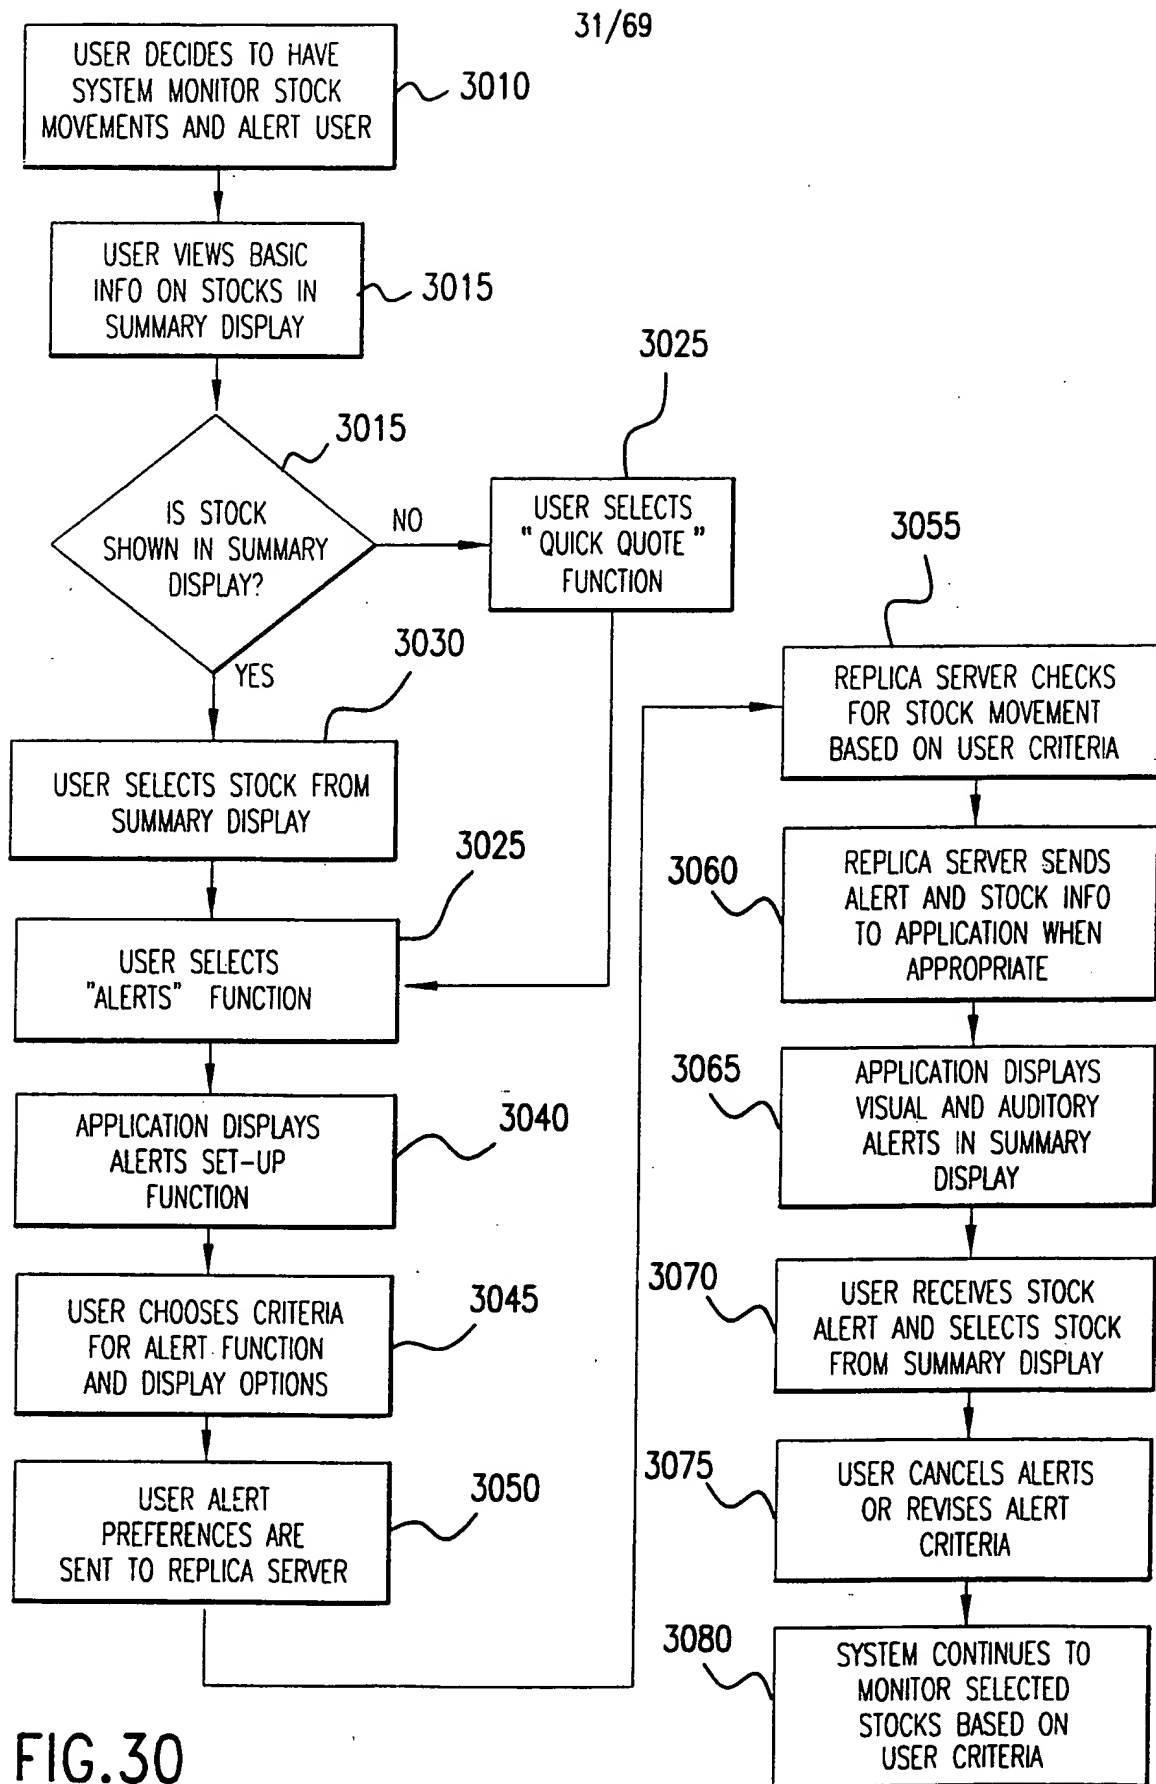 31/69
USER DECIDES TO HAVE
SYSTEM MONITOR STOCK
MOVEMENTS AND ALERT USER
3010
USER VIEWS BASIC
INFO ON STOCKS IN
SUMMARY DISPLAY
3015
IS STOCK
SHOWN IN SUMMARY
DISPLAY?
3015
NO
YES
3025
USER SELECTS
"QUICK QUOTE"
FUNCTION
3030
USER SELECTS STOCK FROM
SUMMARY DISPLAY
3025
USER SELECTS
"ALERTS" FUNCTION
APPLICATION DISPLAYS
ALERTS SET-UP
FUNCTION
3040
USER CHOOSES CRITERIA
FOR ALERT FUNCTION
AND DISPLAY OPTIONS
3045
USER ALERT
PREFERENCES ARE
SENT TO REPLICA SERVER
3050
3055
REPLICA SERVER CHECKS
FOR STOCK MOVEMENT
BASED ON USER CRITERIA
3060
REPLICA SERVER SENDS
ALERT AND STOCK INFO
TO APPLICATION WHEN
APPROPRIATE
3065
APPLICATION DISPLAYS
VISUAL AND AUDITORY
ALERTS IN SUMMARY
DISPLAY
3070
USER RECEIVES STOCK
ALERT AND SELECTS STOCK
FROM SUMMARY DISPLAY
3075
USER CANCELS ALERTS
OR REVISES ALERT
CRITERIA
3080
SYSTEM CONTINUES TO
MONITOR SELECTED
STOCKS BASED ON
USER CRITERIA
FIG.30